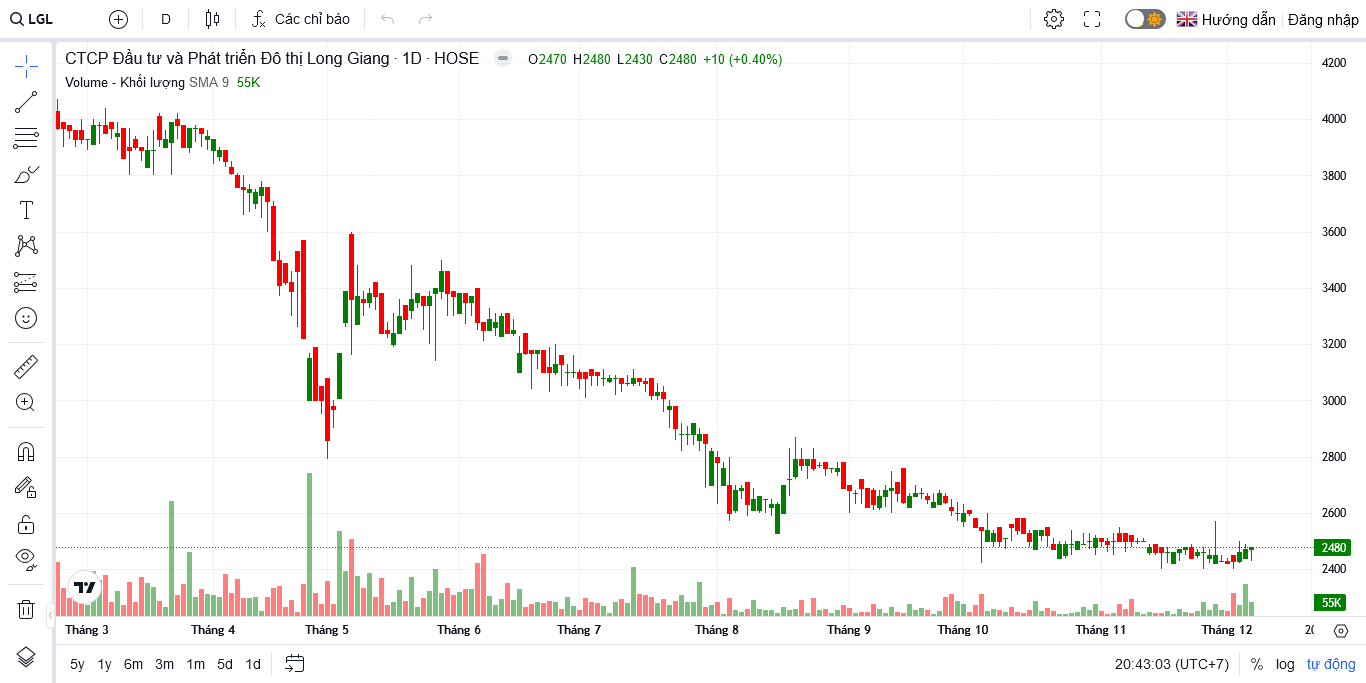 LGL D Các chỉ báo Hướng dẫn Đăng nhập
CTCP Đầu tư và Phát triển Đô thị Long Giang · 1D · HOSE O2470 H2480 L2430 C2480 +10 (+0.40%)
Volume - Khối lượng SMA 9 55K
4200
4000
3800
3600
3400
3200
3000
2800
2600
2480
2400
55K
Tháng 3 Tháng 4 Tháng 5 Tháng 6 Tháng 7 Tháng 8 Tháng 9 Tháng 10 Tháng 11 Tháng 12
5y 1y 6m 3m 1m 5d 1d 20:43:03 (UTC+7) % log tự động